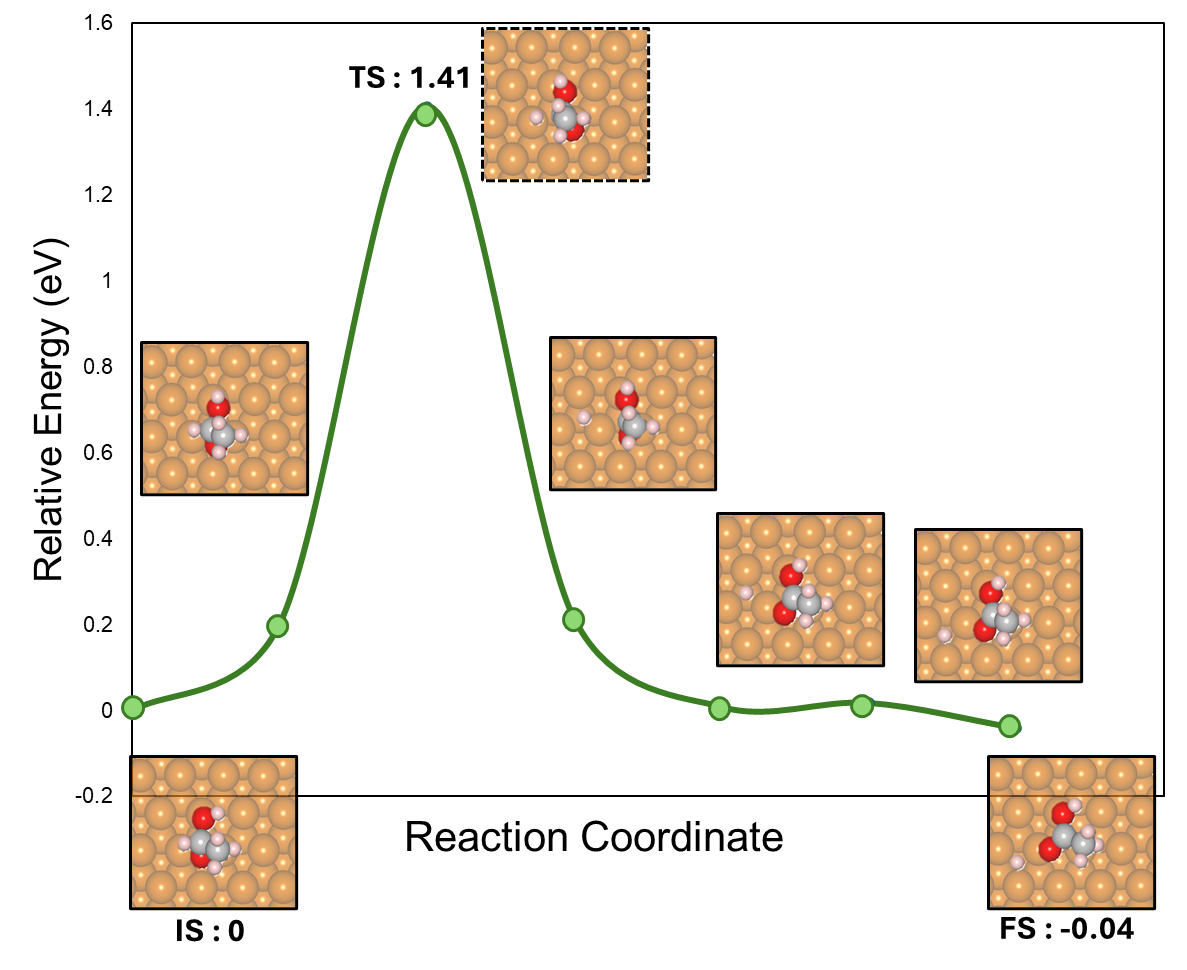 1.6
TS : 1.41
1.4
1.2
1
0.8
0.6
0.4
0.2
0
-0.2
Relative Energy (eV)
Reaction Coordinate
IS : 0
FS : -0.04